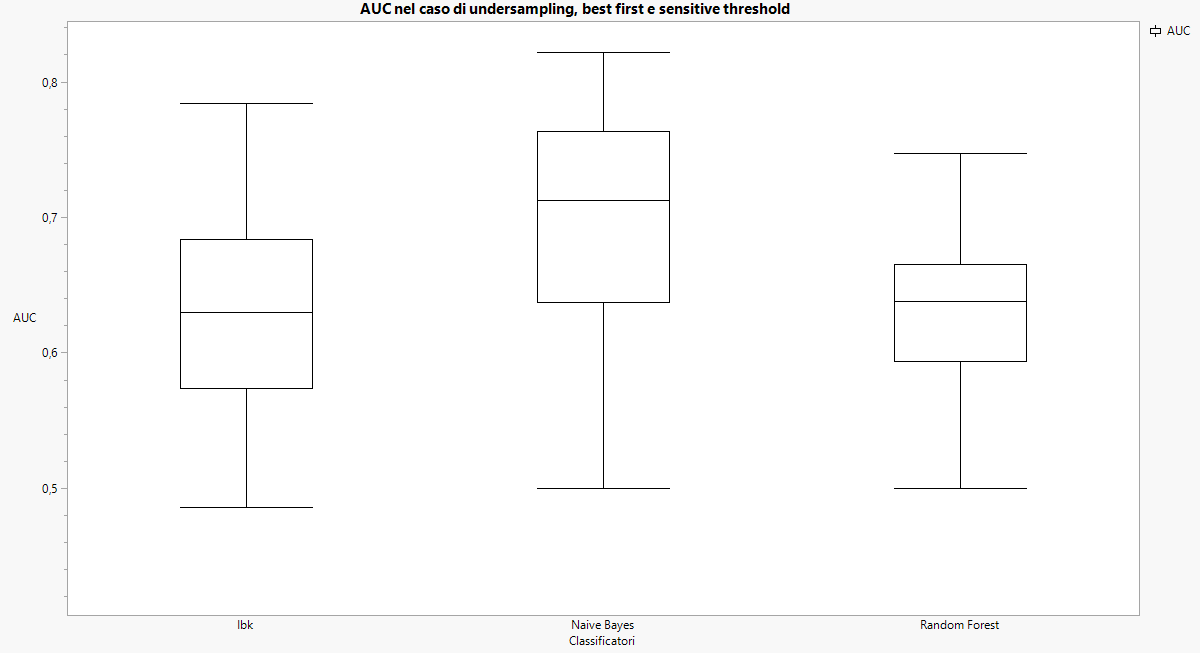 AUC nel caso di undersampling, best first e sensitive threshold
AUC
0,8
0,7
0,6
0,5
AUC
Ibk
Naive Bayes
Random Forest
Classificatori